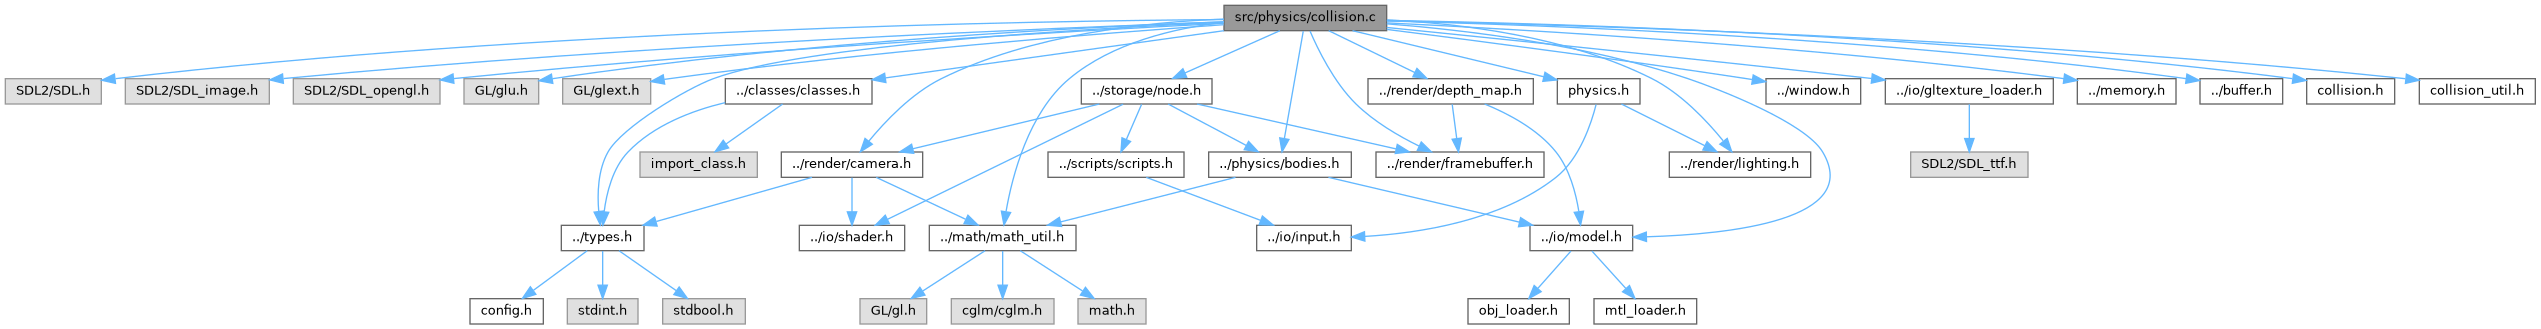 src/physics/collision.c
SDL2/SDL.h
SDL2/SDL_image.h
SDL2/SDL_opengl.h
GL/glu.h
GL/glext.h
../classes/classes.h
../storage/node.h
../render/depth_map.h
physics.h
../window.h
../io/gltexture_loader.h
../memory.h
../buffer.h
collision.h
collision_util.h
import_class.h
../render/camera.h
../scripts/scripts.h
../physics/bodies.h
../render/framebuffer.h
../render/lighting.h
SDL2/SDL_ttf.h
../types.h
../io/shader.h
../math/math_util.h
../io/input.h
../io/model.h
config.h
stdint.h
stdbool.h
GL/gl.h
cglm/cglm.h
math.h
obj_loader.h
mtl_loader.h